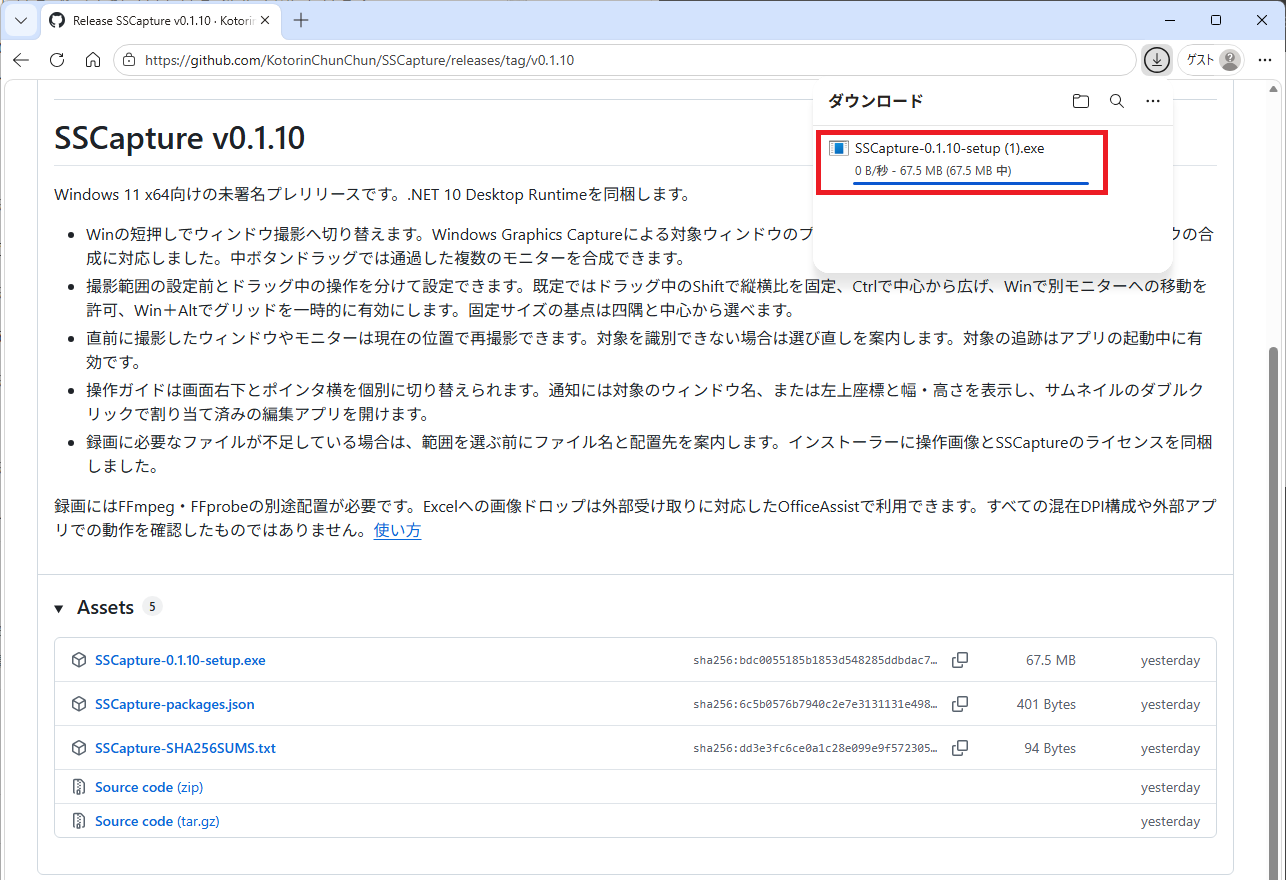 Release SSCapture v0.1.10 · Kotorin
https://github.com/KotorinChunChun/SSCapture/releases/tag/v0.1.10
ゲスト
ダウンロード
SSCapture-0.1.10-setup (1).exe
0 B/秒 - 67.5 MB (67.5 MB 中)
SSCapture v0.1.10
Windows 11 x64向けの未署名プレリリースです。.NET 10 Desktop Runtimeを同梱します。
Winの短押しでウィンドウ撮影へ切り替えます。Windows Graphics Captureによる対象ウィンドウのプ
ウの合
成に対応しました。中ボタンドラッグでは通過した複数のモニターを合成できます。
撮影範囲の設定前とドラッグ中の操作を分けて設定できます。既定ではドラッグ中のShiftで縦横比を固定、Ctrlで中心から広げ、Winで別モニターへの移動を
許可、Win＋Altでグリッドを一時的に有効にします。固定サイズの基点は四隅と中心から選べます。
直前に撮影したウィンドウやモニターは現在の位置で再撮影できます。対象を識別できない場合は選び直しを案内します。対象の追跡はアプリの起動中に有
効です。
操作ガイドは画面右下とポインタ横を個別に切り替えられます。通知には対象のウィンドウ名、または左上座標と幅・高さを表示し、サムネイルのダブルク
リックで割り当て済みの編集アプリを開けます。
録画に必要なファイルが不足している場合は、範囲を選ぶ前にファイル名と配置先を案内します。インストーラーに操作画像とSSCaptureのライセンスを同梱
しました。
録画にはFFmpeg・FFprobeの別途配置が必要です。Excelへの画像ドロップは外部受け取りに対応したOfficeAssistで利用できます。すべての混在DPI構成や外部アプ
リでの動作を確認したものではありません。使い方
Assets 5
SSCapture-0.1.10-setup.exe sha256:bdc0055185b1853d548285ddbdac7… 67.5 MB yesterday
SSCapture-packages.json sha256:6c5b0576b7940c2e7e3131131e498… 401 Bytes yesterday
SSCapture-SHA256SUMS.txt sha256:dd3e3fc6ce0a1c28e099e9f572305… 94 Bytes yesterday
Source code (zip) yesterday
Source code (tar.gz) yesterday